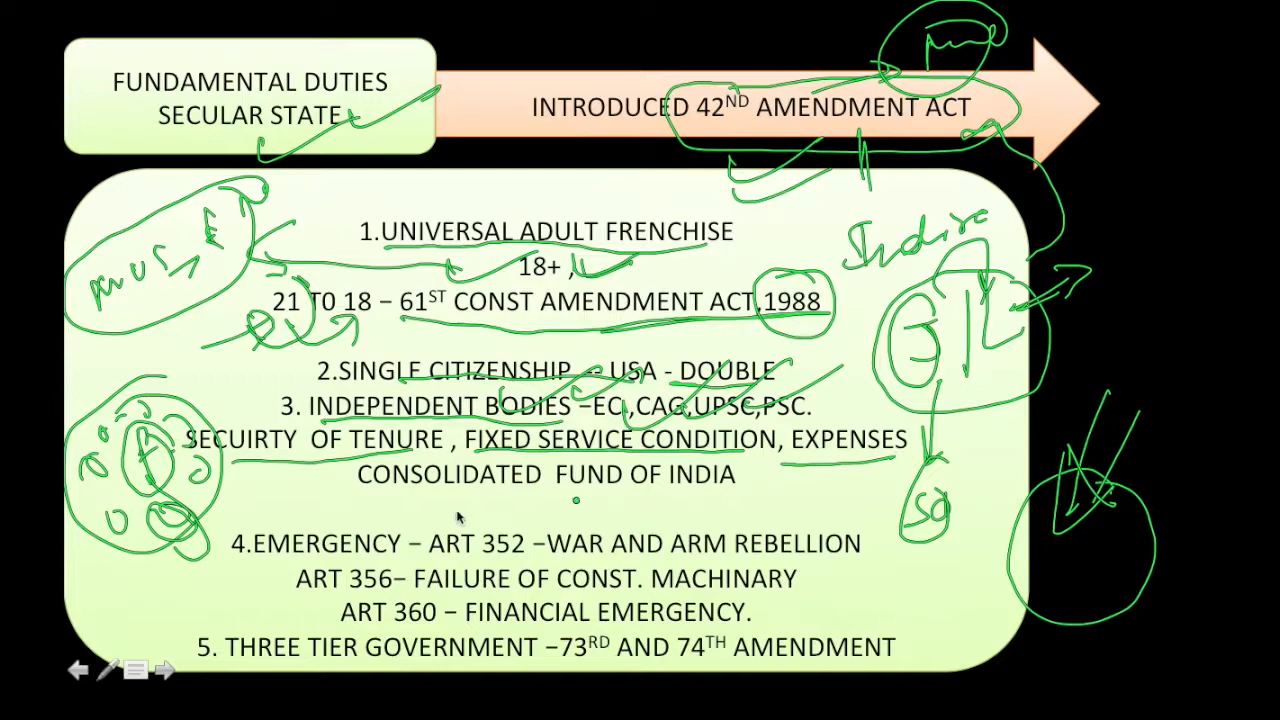 FUNDAMENTAL DUTIES
SECULAR STATE
INTRODUCED 42ND AMENDMENT ACT
1.UNIVERSAL ADULT FRENCHISE
18+ ,
21 T0 18 – 61ST CONST AMENDMENT ACT,1988
2.SINGLE CITIZENSHIP -- USA - DOUBLE
3. INDEPENDENT BODIES –EC,,CAG,UPSC,PSC.
SECUIRTY OF TENURE , FIXED SERVICE CONDITION, EXPENSES
CONSOLIDATED FUND OF INDIA
4.EMERGENCY – ART 352 –WAR AND ARM REBELLION
ART 356– FAILURE OF CONST. MACHINARY
ART 360 – FINANCIAL EMERGENCY.
5. THREE TIER GOVERNMENT –73RD AND 74TH AMENDMENT
Indira